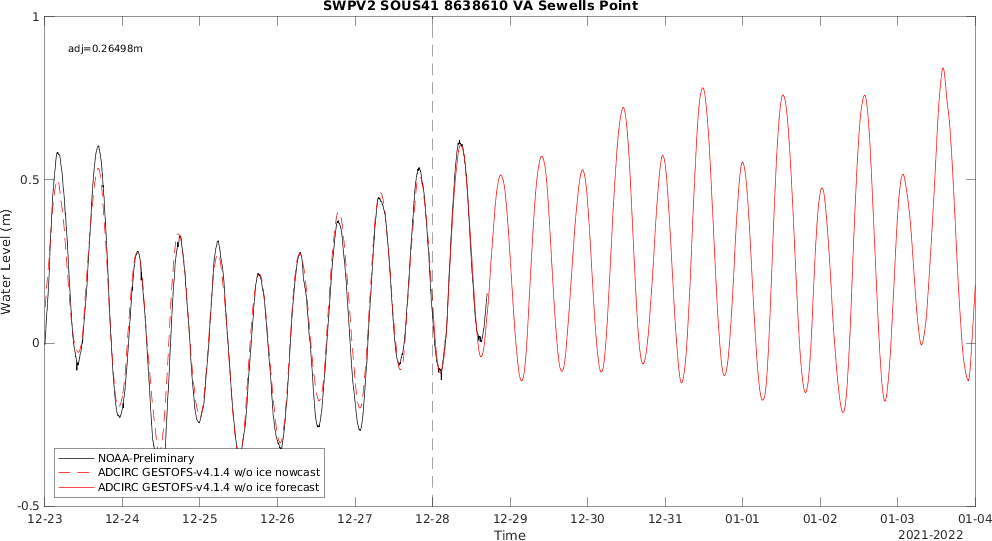 SWPV2 SOUS41 8638610 VA Sewells Point
adj=0.26498m
Water Level (m)
1
0.5
0
-0.5
NOAA-Preliminary
ADCIRC GESTOFS-v4.1.4 w/o ice nowcast
ADCIRC GESTOFS-v4.1.4 w/o ice forecast
12-23 12-24 12-25 12-26 12-27 12-28 12-29 12-30 12-31 01-01 01-02 01-03 01-04
Time
2021-2022